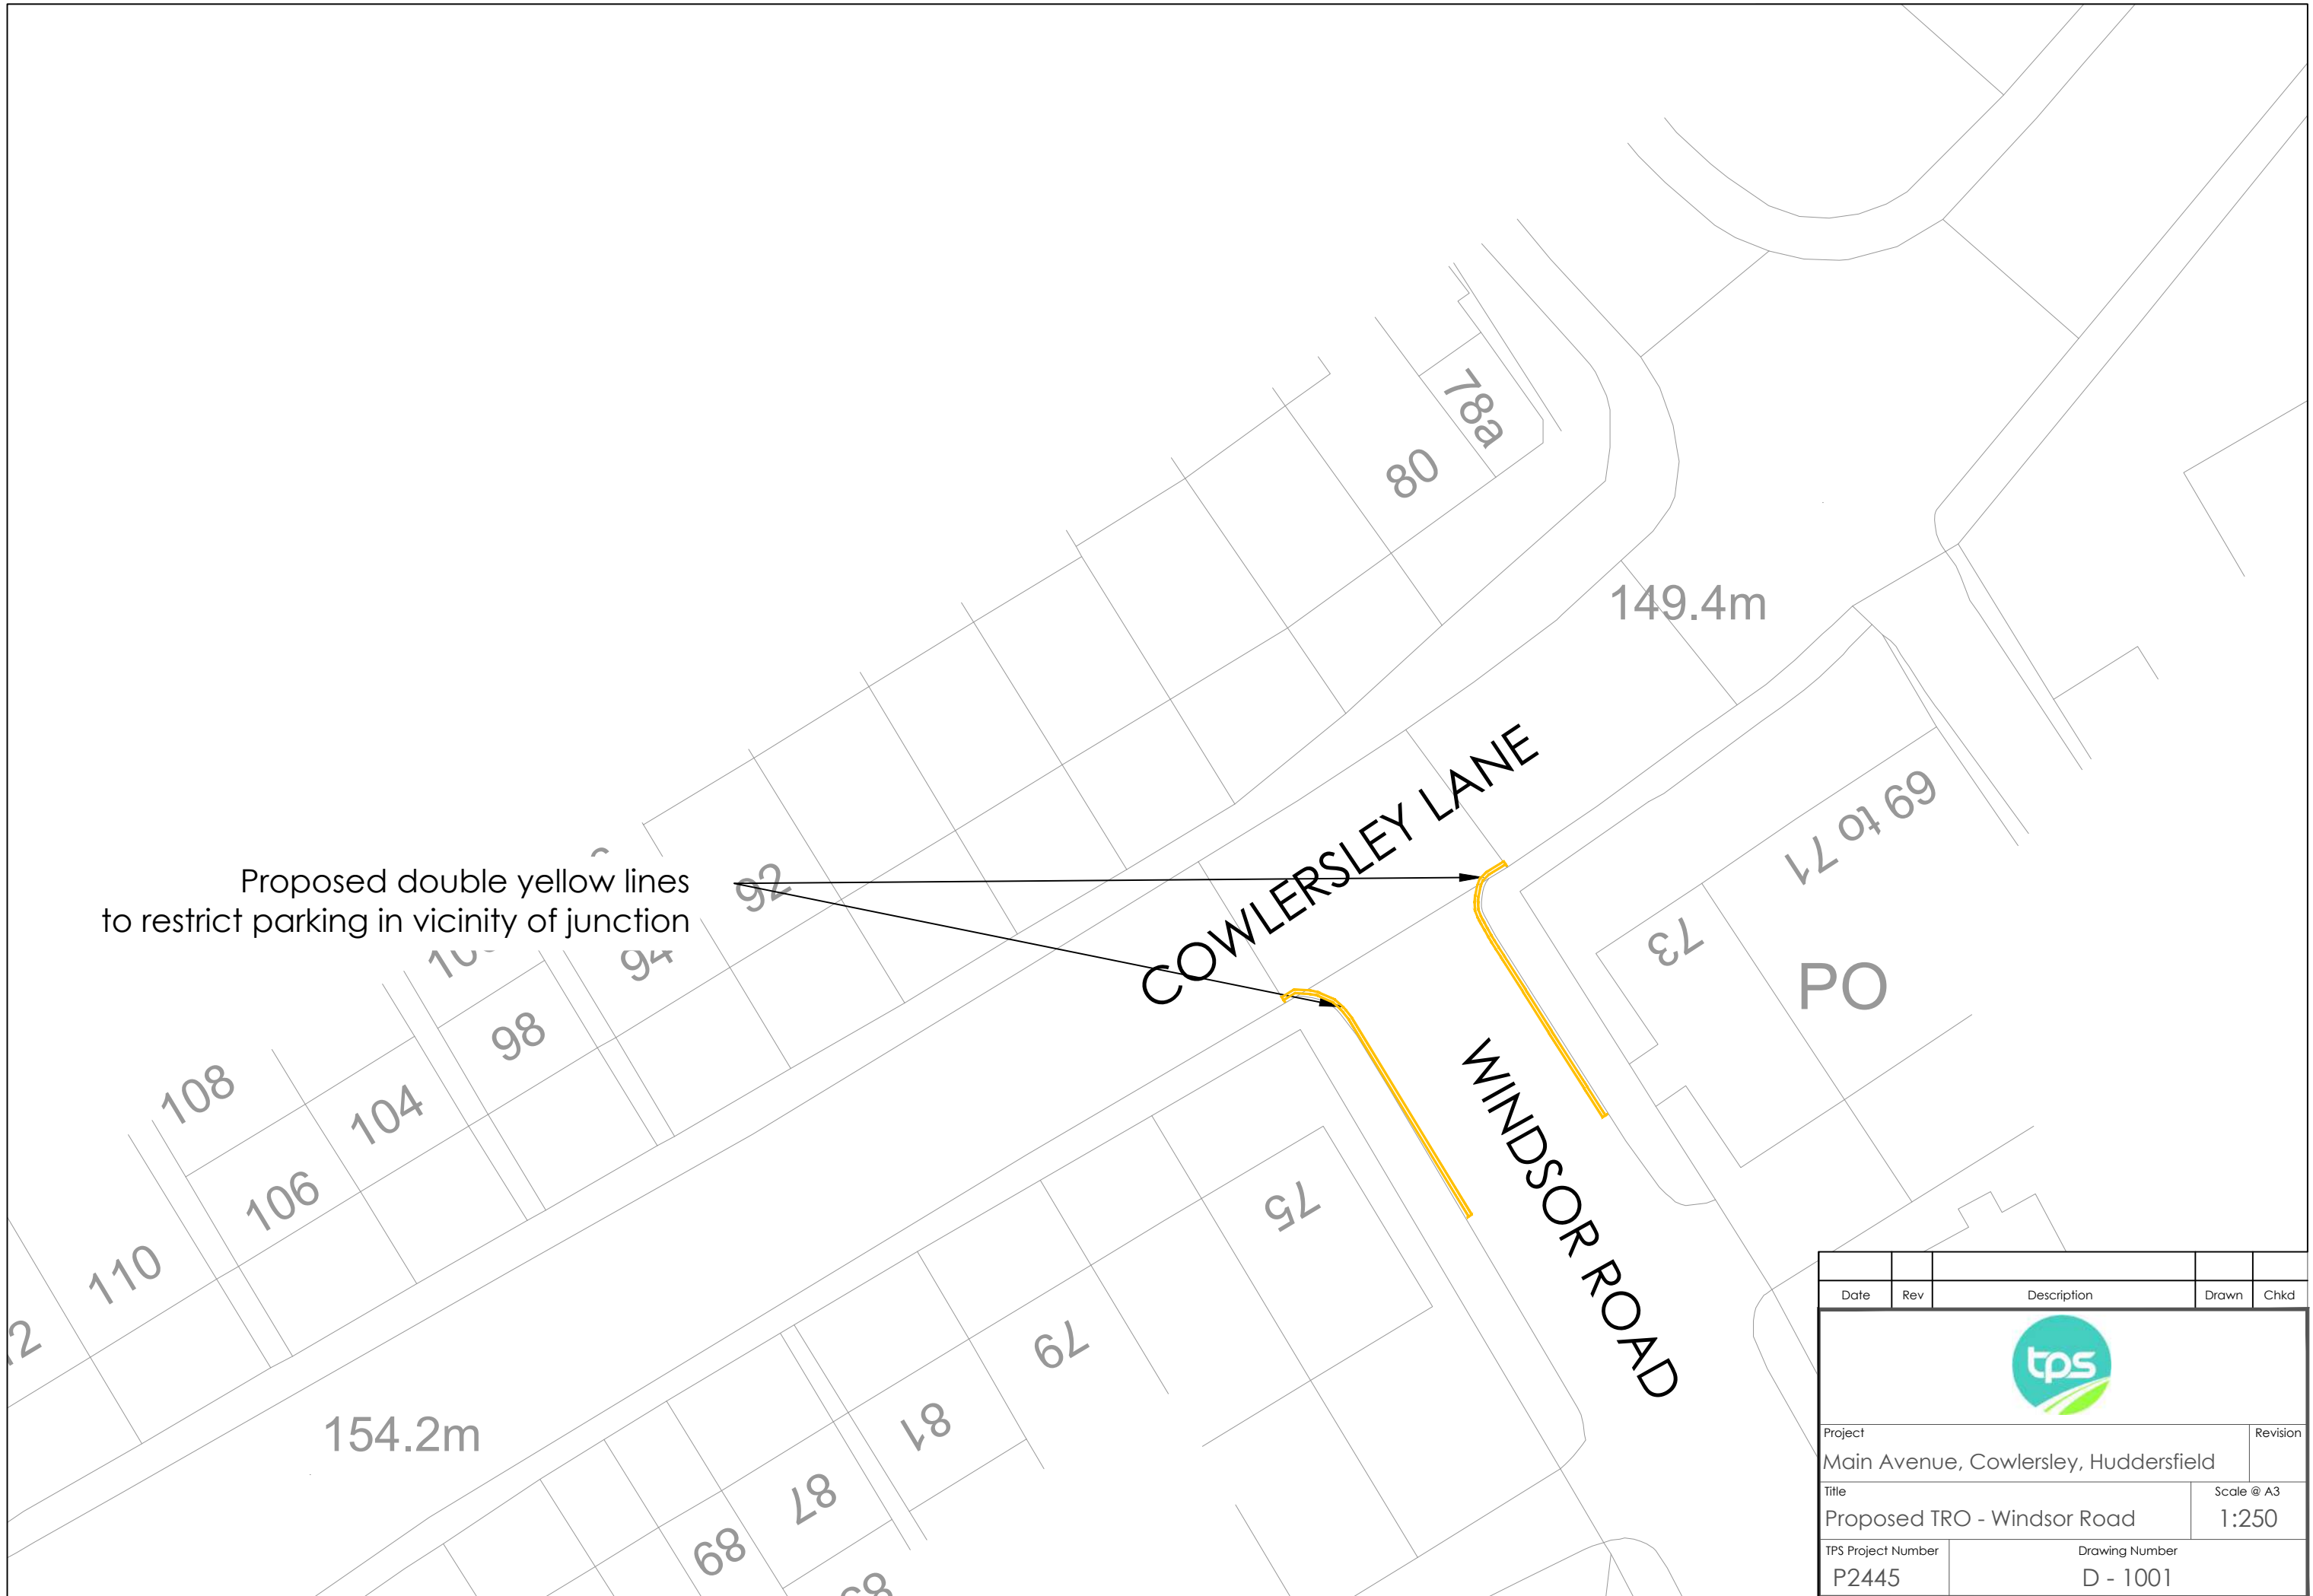 78a
80
149.4m
COWLERSLEY LANE
69 to 71
73
PO
Proposed double yellow lines
to restrict parking in vicinity of junction
92
94
98
108
104
106
110
WINDSOR ROAD
75
79
81
87
89
154.2m
Date Rev Description Drawn Chkd
tps
Project Revision
Main Avenue, Cowlersley, Huddersfield
Title Scale @ A3
Proposed TRO - Windsor Road 1:250
TPS Project Number Drawing Number
P2445 D - 1001